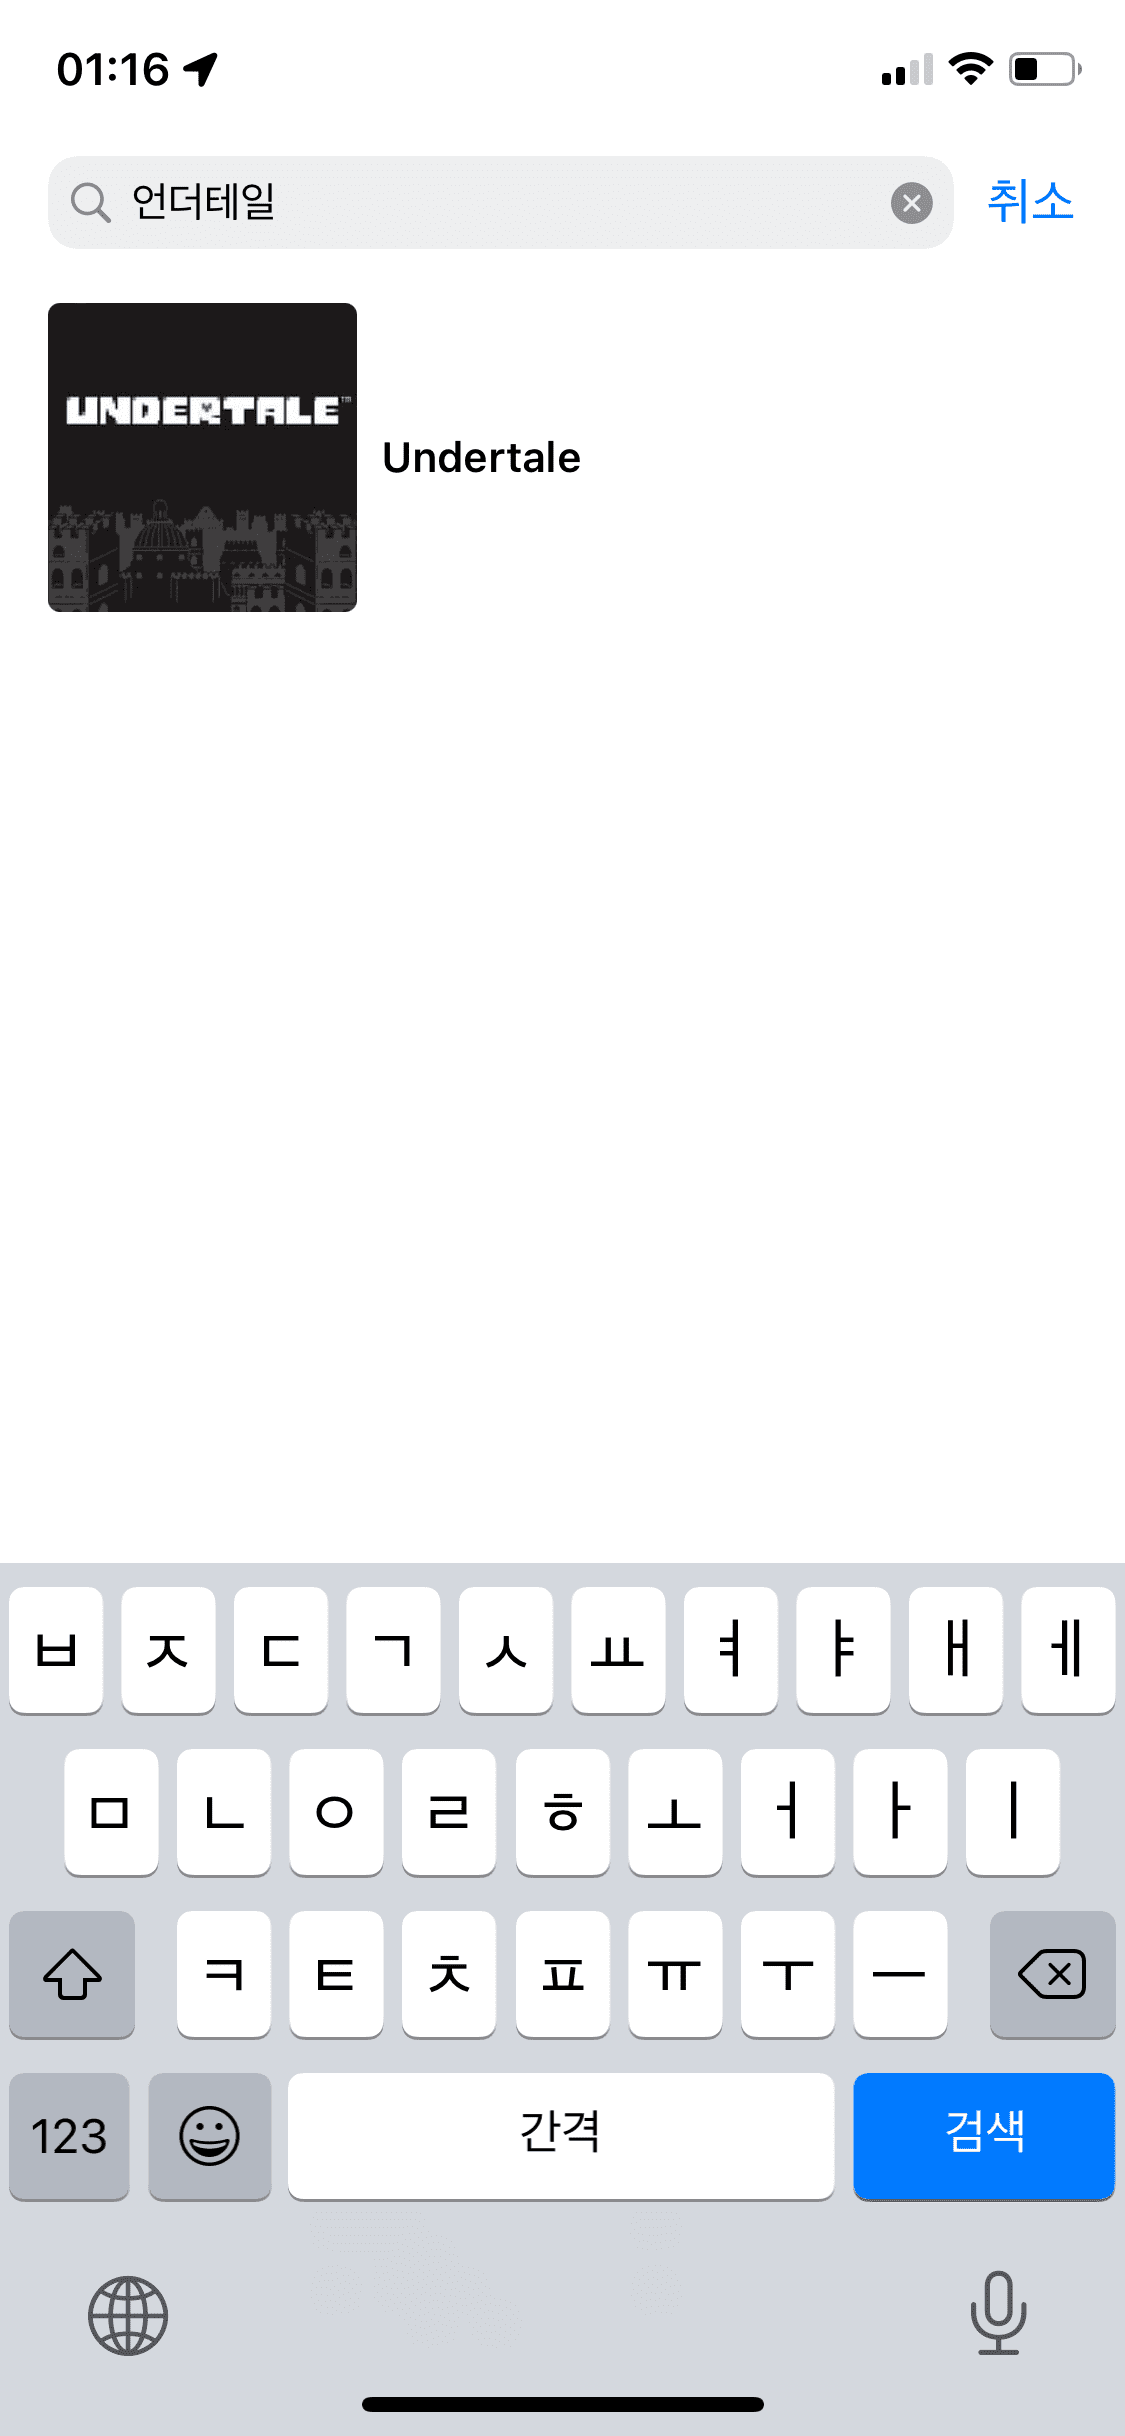 01:16
언더테일
취소
UNDERTALE™
Undertale
ㅂ ㅈ ㄷ ㄱ ㅅ ㅛ ㅕ ㅑ ㅐ ㅔ
ㅁ ㄴ ㅇ ㄹ ㅎ ㅗ ㅓ ㅏ ㅣ
ㅋ ㅌ ㅊ ㅍ ㅠ ㅜ ㅡ
123 간격 검색